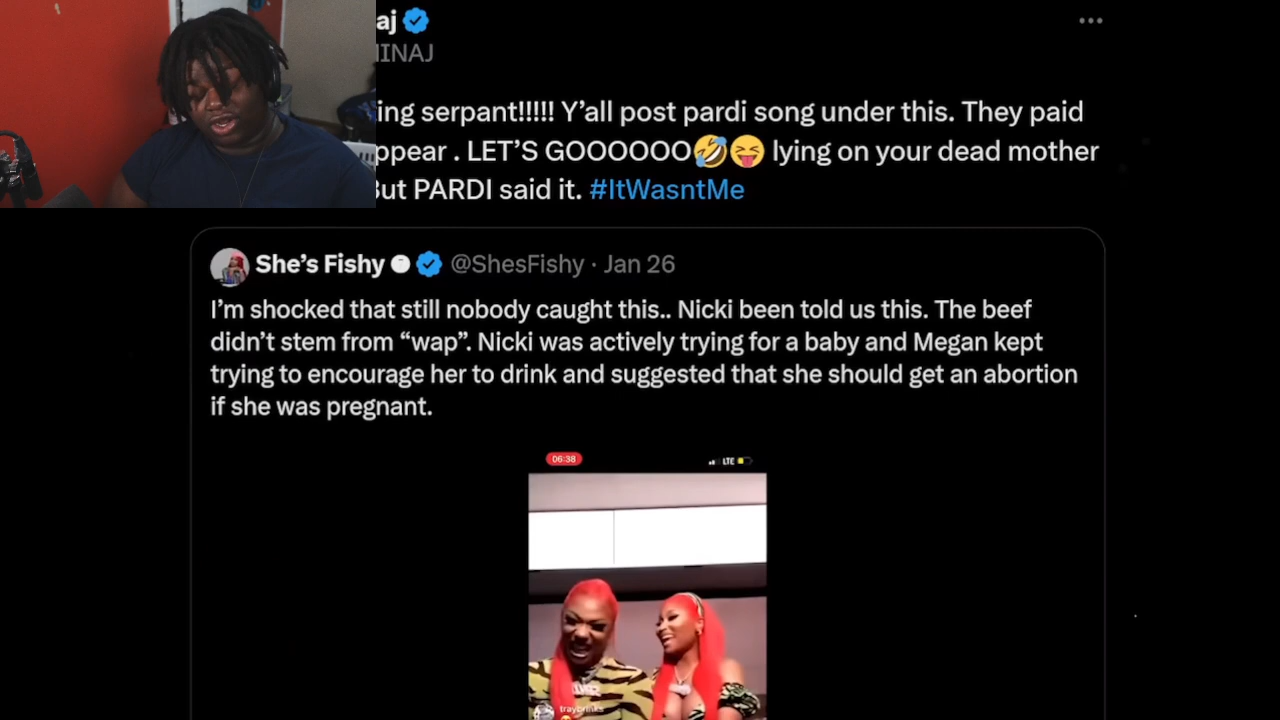 aj
INAJ
ing serpant!!!!! Y’all post pardi song under this. They paid
ppear . LET’S GOOOOOO🤣😝 lying on your dead mother
But PARDI said it. #ItWasntMe
She’s Fishy @ShesFishy · Jan 26
I’m shocked that still nobody caught this.. Nicki been told us this. The beef
didn’t stem from “wap”. Nicki was actively trying for a baby and Megan kept
trying to encourage her to drink and suggested that she should get an abortion
if she was pregnant.
06:38 LTE
traybrinks